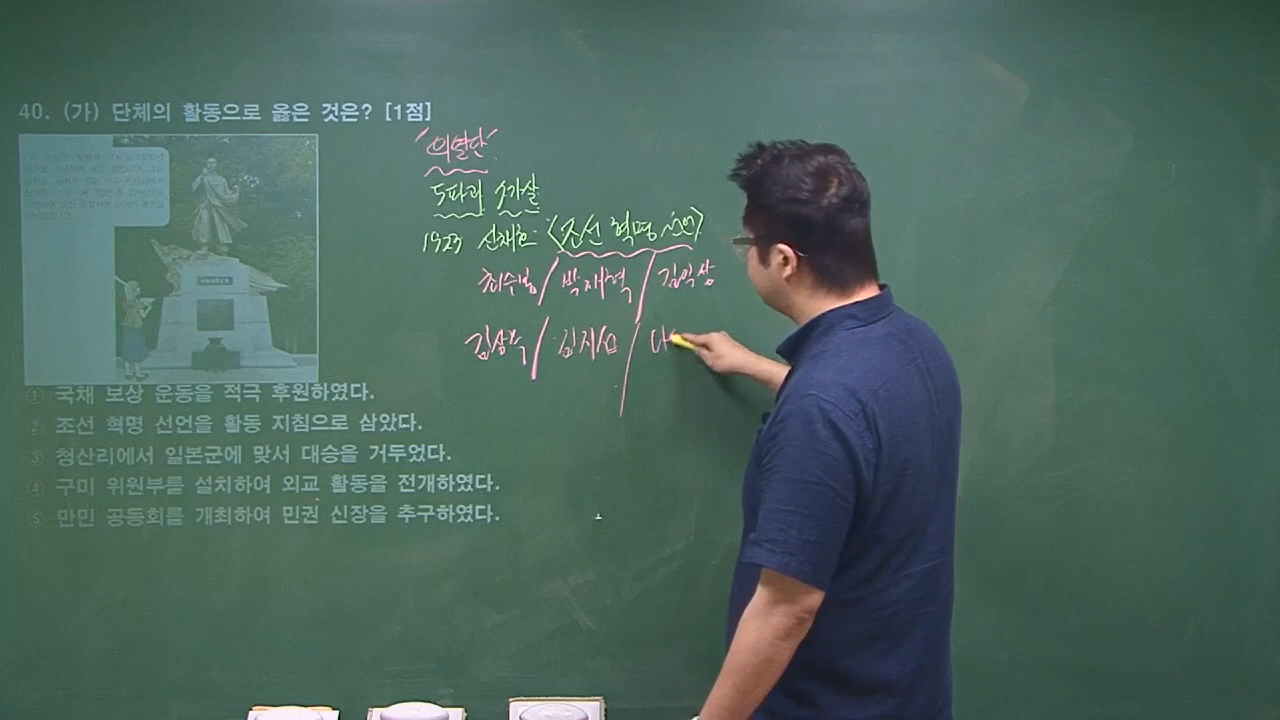 40. (가) 단체의 활동으로 옳은 것은? [1점]
① 국채 보상 운동을 적극 후원하였다.
② 조선 혁명 선언을 활동 지침으로 삼았다.
③ 청산리에서 일본군에 맞서 대승을 거두었다.
④ 구미 위원부를 설치하여 외교 활동을 전개하였다.
⑤ 만민 공동회를 개최하여 민권 신장을 추구하였다.
'의열단'
5파괴 7가살
1923 신채호 <조선 혁명 선언>
최수봉 / 박재혁 / 김익상
김상옥 / 김지섭 / 나